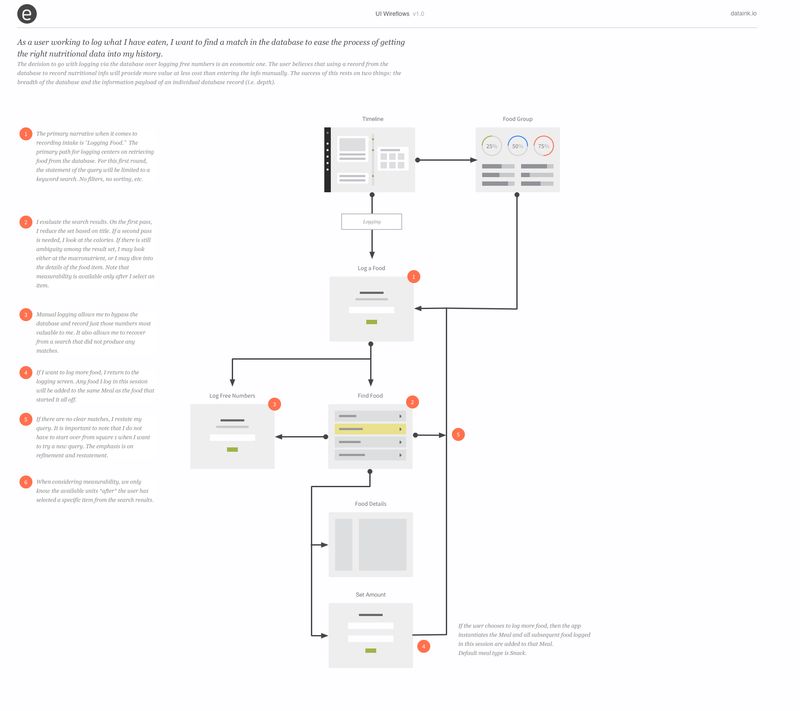 e
UI Wireflows v1.0
dataink.io
As a user working to log what I have eaten, I want to find a match in the database to ease the process of getting
the right nutritional data into my history.
The decision to go with logging via the database over logging free numbers is an economic one. The user believes that using a record from the
database to record nutritional info will provide more value at less cost than entering the info manually. The success of this rests on two things: the
breadth of the database and the information payload of an individual database record (i.e. depth).
1
The primary narrative when it comes to
recording intake is "Logging Food." The
primary path for logging centers on retrieving
food from the database. For this first round,
the statement of the query will be limited to a
keyword search. No filters, no sorting, etc.
2
I evaluate the search results. On the first pass,
I reduce the set based on title. If a second pass
is needed, I look at the calories. If there is still
ambiguity among the result set, I may look
either at the macronutrient, or I may dive into
the details of the food item. Note that
measurability is available only after I select an
item.
3
Manual logging allows me to bypass the
database and record just those numbers most
valuable to me. It also allows me to recover
from a search that did not produce any
matches.
4
If I want to log more food, I return to the
logging screen. Any food I log in this session
will be added to the same Meal as the food that
started it all off.
5
If there are no clear matches, I restate my
query. It is important to note that I do not
have to start over from square 1 when I want
to try a new query. The emphasis is on
refinement and restatement.
6
When considering measurability, we only
know the available units *after* the user has
selected a specific item from the search results.
Timeline
Food Group
25%
50%
75%
Logging
Log a Food
1
Log Free Numbers
3
Find Food
2
5
Food Details
Set Amount
4
If the user chooses to log more food, then the app
instantiates the Meal and all subsequent food logged
in this session are added to that Meal.
Default meal type is Snack.